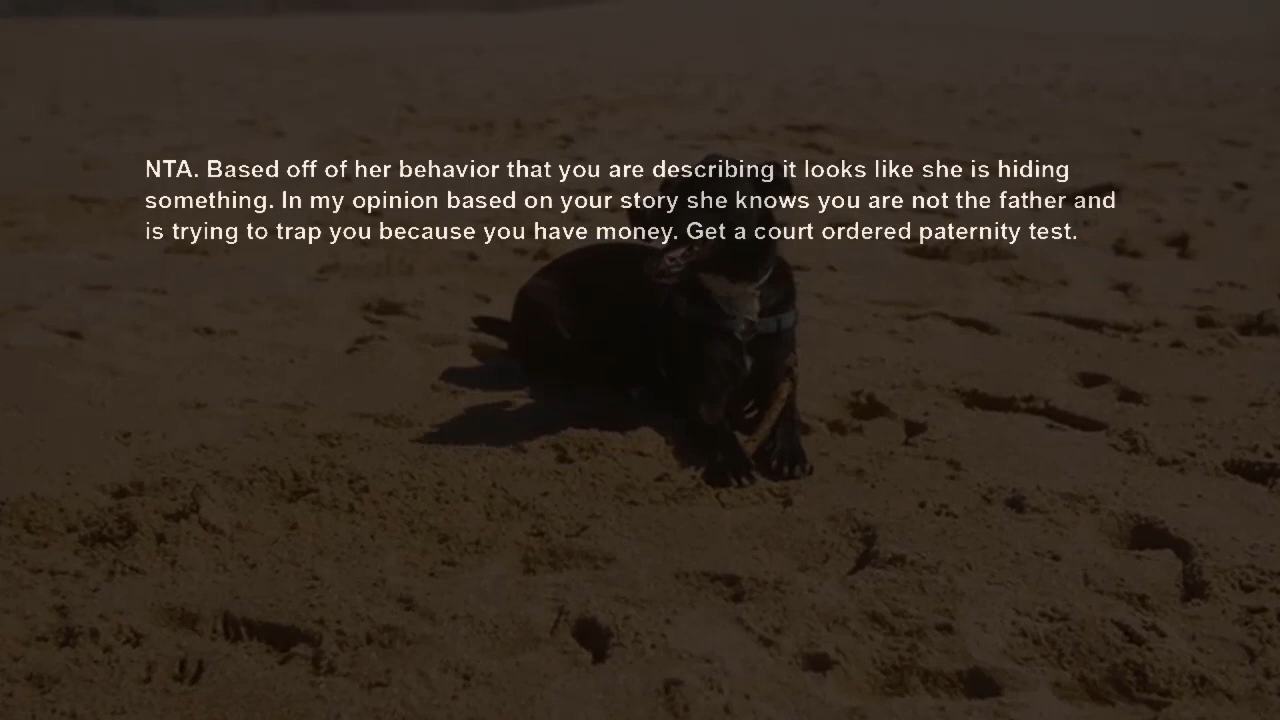 NTA. Based off of her behavior that you are describing it looks like she is hiding
something. In my opinion based on your story she knows you are not the father and
is trying to trap you because you have money. Get a court ordered paternity test.